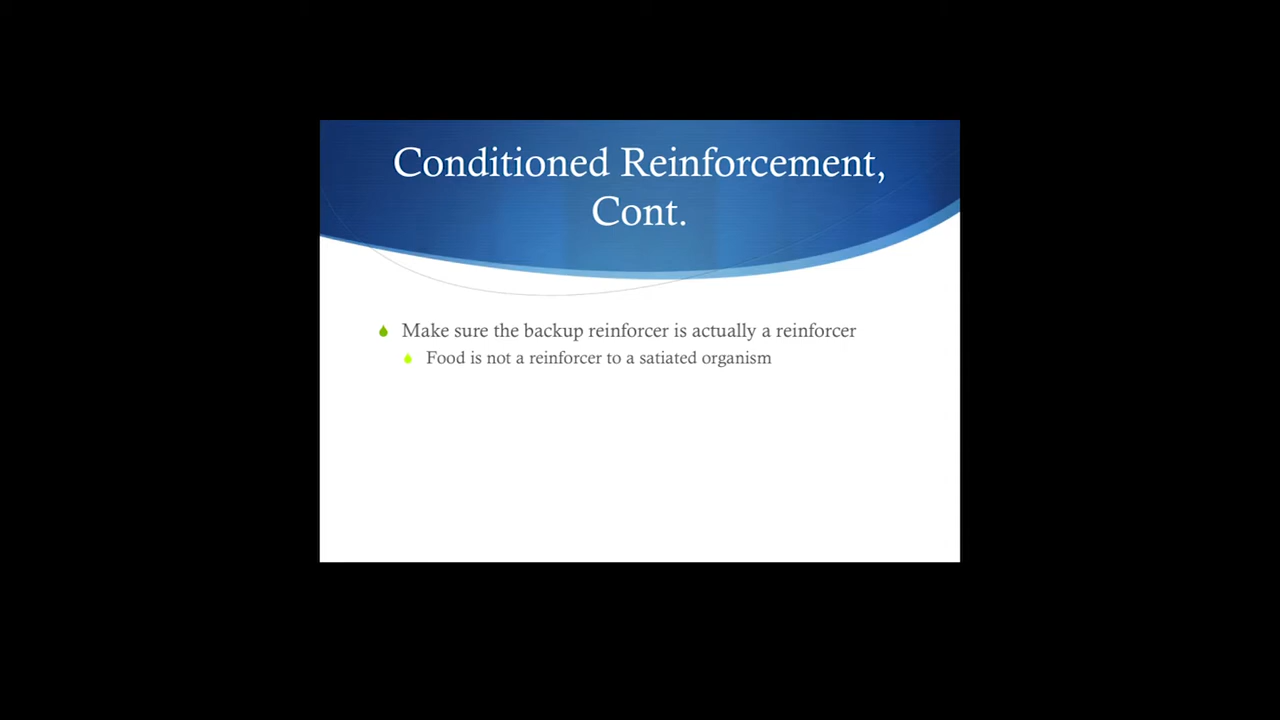 Conditioned Reinforcement,
Cont.
Make sure the backup reinforcer is actually a reinforcer
Food is not a reinforcer to a satiated organism